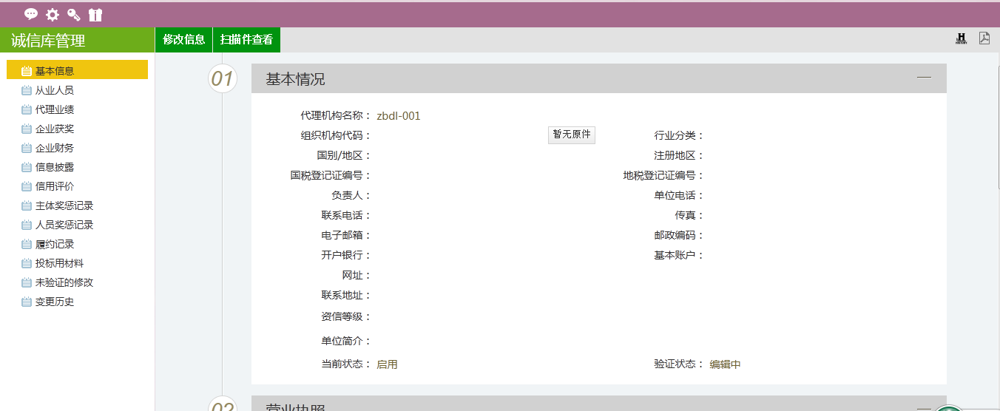 诚信库管理
修改信息 扫描件查看
H
HISTORY
基本信息
从业人员
代理业绩
企业获奖
企业财务
信息披露
信用评价
主体奖惩记录
人员奖惩记录
履约记录
投标用材料
未验证的修改
变更历史
01 基本情况
代理机构名称： zbdl-001
组织机构代码： 暂无原件 行业分类：
国别/地区： 注册地区：
国税登记证编号： 地税登记证编号：
负责人： 单位电话：
联系电话： 传真：
电子邮箱： 邮政编码：
开户银行： 基本账户：
网址：
联系地址：
资信等级：
单位简介：
当前状态： 启用 验证状态： 编辑中
02 营业执照